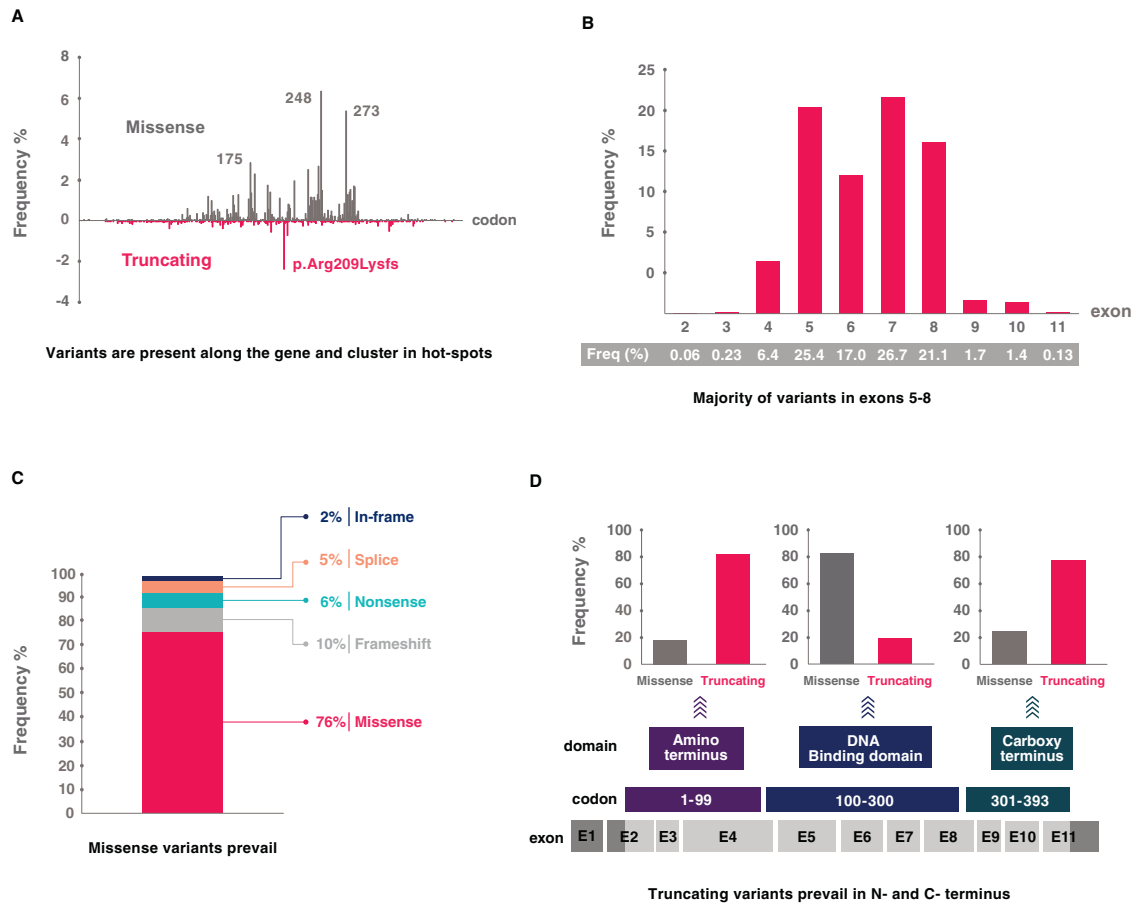 A
Frequency %
8
6
4
2
0
-2
-4
Missense
175
248
273
codon
Truncating
p.Arg209Lysfs
Variants are present along the gene and cluster in hot-spots
B
Frequency %
25
20
15
20
25
0
exon
2 3 4 5 6 7 8 9 10 11
Freq (%) 0.06 0.23 6.4 25.4 17.0 26.7 21.1 1.7 1.4 0.13
Majority of variants in exons 5-8
C
Frequency %
100
90
80
70
60
50
40
30
20
10
0
2% | In-frame
5% | Splice
6% | Nonsense
10% | Frameshift
76% | Missense
Missense variants prevail
D
Frequency %
100
80
60
40
20
0
Missense Truncating
100
80
60
40
20
0
Missense Truncating
100
80
60
40
20
0
Missense Truncating
domain
Amino
terminus
DNA
Binding domain
Carboxy
terminus
codon 1-99 100-300 301-393
exon E1 E2 E3 E4 E5 E6 E7 E8 E9 E10 E11
Truncating variants prevail in N- and C- terminus